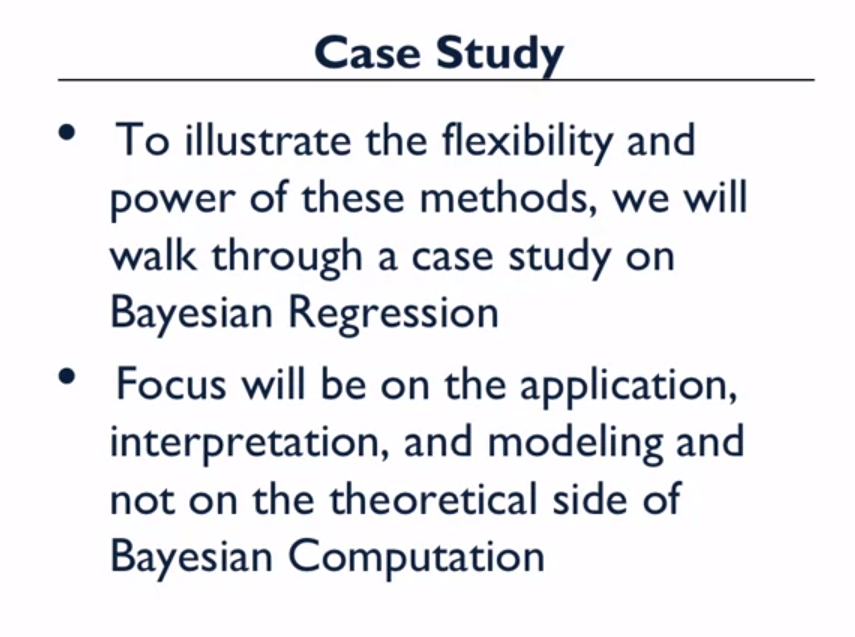 Case Study
• To illustrate the flexibility and
power of these methods, we will
walk through a case study on
Bayesian Regression
• Focus will be on the application,
interpretation, and modeling and
not on the theoretical side of
Bayesian Computation